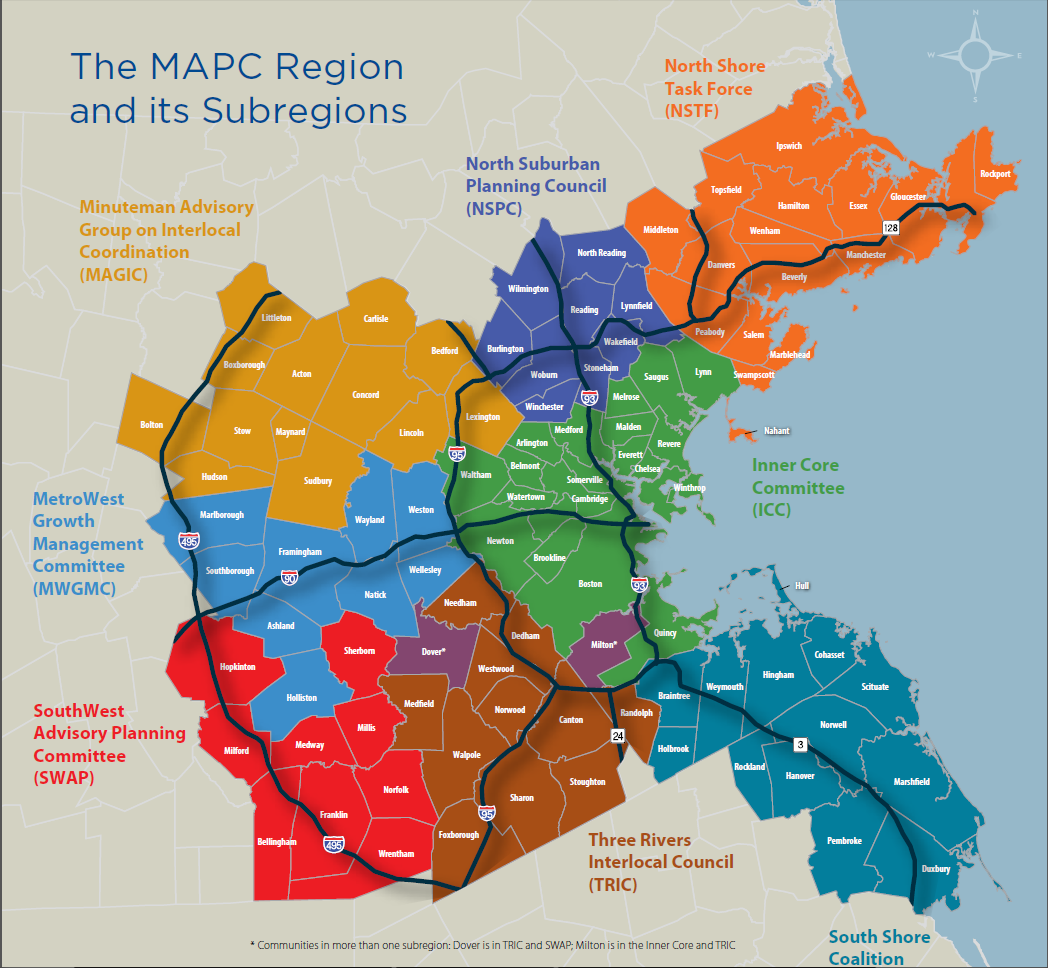 The MAPC Region
and its Subregions
N
W
E
S
North Shore
Task Force
(NSTF)
North Suburban
Planning Council
(NSPC)
Minuteman Advisory
Group on Interlocal
Coordination
(MAGIC)
MetroWest
Growth
Management
Committee
(MWGMC)
SouthWest
Advisory Planning
Committee
(SWAP)
Inner Core
Committee
(ICC)
Three Rivers
Interlocal Council
(TRIC)
South Shore
Coalition
Ipswich
Rockport
Topsfield
Gloucester
Hamilton
Essex
Middleton
Wenham
128
Manchester
Danvers
Beverly
Peabody
Salem
Marblehead
Swampscott
Nahant
North Reading
Wilmington
Reading
Lynnfield
Burlington
Wakefield
Stoneham
Woburn
Winchester
93
Littleton
Carlisle
Bedford
Boxborough
Acton
Concord
Lexington
Bolton
Stow
Maynard
Lincoln
Hudson
Sudbury
95
Saugus
Lynn
Melrose
Medford
Malden
Arlington
Revere
Everett
Chelsea
Belmont
Waltham
Somerville
Winthrop
Watertown
Cambridge
Newton
Brookline
Boston
93
Milton*
Quincy
Marlborough
Wayland
Weston
495
Framingham
Southborough
90
Wellesley
Natick
Ashland
Holliston
Hopkinton
Sherborn
Milford
Medway
Millis
Norfolk
Franklin
Bellingham
495
Wrentham
Needham
Dedham
Dover*
Westwood
Medfield
Norwood
Canton
Randolph
24
Walpole
Stoughton
Sharon
95
Foxborough
Hull
Cohasset
Hingham
Weymouth
Braintree
Scituate
Norwell
Holbrook
3
Rockland
Hanover
Marshfield
Pembroke
Duxbury
* Communities in more than one subregion: Dover is in TRIC and SWAP; Milton is in the Inner Core and TRIC